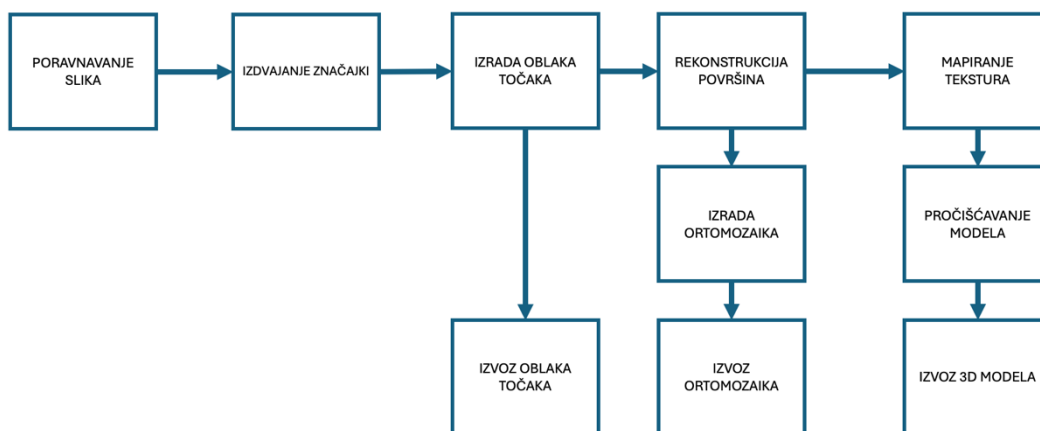 PORAVNAVANJE
SLIKA
IZDVAJANJE ZNAČAJKI
IZRADA OBLAKA
TOČAKA
REKONSTRUKCIJA
POVRŠINA
MAPIRANJE
TEKSTURA
IZRADA
ORTOMOZAIKA
PROČIŠĆAVANJE
MODELA
IZVOZ OBLAKA
TOČAKA
IZVOZ
ORTOMOZAIKA
IZVOZ 3D MODELA